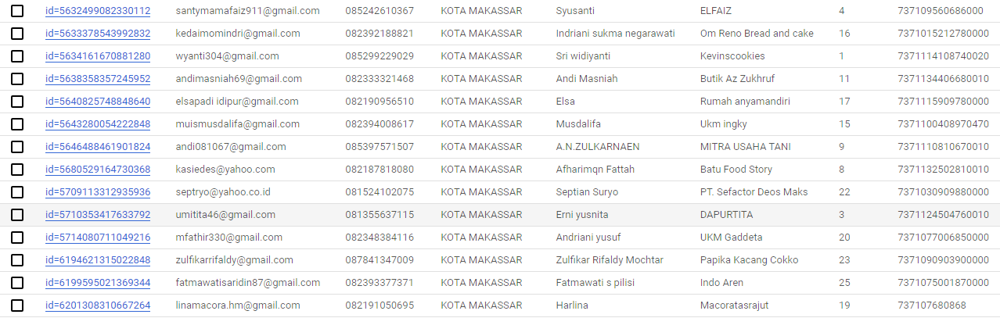 id=5632499082330112 santymamafaiz911@gmail.com 085242610367 KOTA MAKASSAR Syusanti ELFAIZ 4 737109560686000
id=5633378543992832 kedaimomindri@gmail.com 082392188821 KOTA MAKASSAR Indriani sukma negarawati Om Reno Bread and cake 16 7371015212780000
id=5634161670881280 wyanti304@gmail.com 085299229029 KOTA MAKASSAR Sri widiyanti Kevinscookies 1 7371114108740020
id=5638358357245952 andimasniah69@gmail.com 082333321468 KOTA MAKASSAR Andi Masniah Butik Az Zukhruf 11 7371134406680010
id=5640825748848640 elsapadi idipur@gmail.com 082190956510 KOTA MAKASSAR Elsa Rumah anyamandiri 17 7371115909780000
id=5643280054222848 muismusdalifa@gmail.com 082394008617 KOTA MAKASSAR Musdalifa Ukm ingky 15 7371100408970470
id=5646488461901824 andi081067@gmail.com 085397571507 KOTA MAKASSAR A.N.ZULKARNAEN MITRA USAHA TANI 9 7371110810670010
id=5680529164730368 kasiedes@yahoo.com 082187818080 KOTA MAKASSAR Afharimqn Fattah Batu Food Story 8 7371132502810010
id=5709113312935936 septryo@yahoo.co.id 081524102075 KOTA MAKASSAR Septian Suryo PT. Sefactor Deos Maks 22 7371030909880000
id=5710353417633792 umitita46@gmail.com 081355637115 KOTA MAKASSAR Erni yusnita DAPURTITA 3 7371124504760010
id=5714080711049216 mfathir330@gmail.com 082348384116 KOTA MAKASSAR Andriani yusuf UKM Gaddeta 20 7371077006850000
id=6194621315022848 zulfikarrifaldy@gmail.com 087841347009 KOTA MAKASSAR Zulfikar Rifaldy Mochtar Papika Kacang Cokko 23 7371090903900000
id=6199595021369344 fatmawatisaridin87@gmail.com 082393377371 KOTA MAKASSAR Fatmawati s pilisi Indo Aren 25 7371075001870000
id=6201308310667264 linamacora.hm@gmail.com 082191050695 KOTA MAKASSAR Harlina Macoratasrajut 19 737107680868